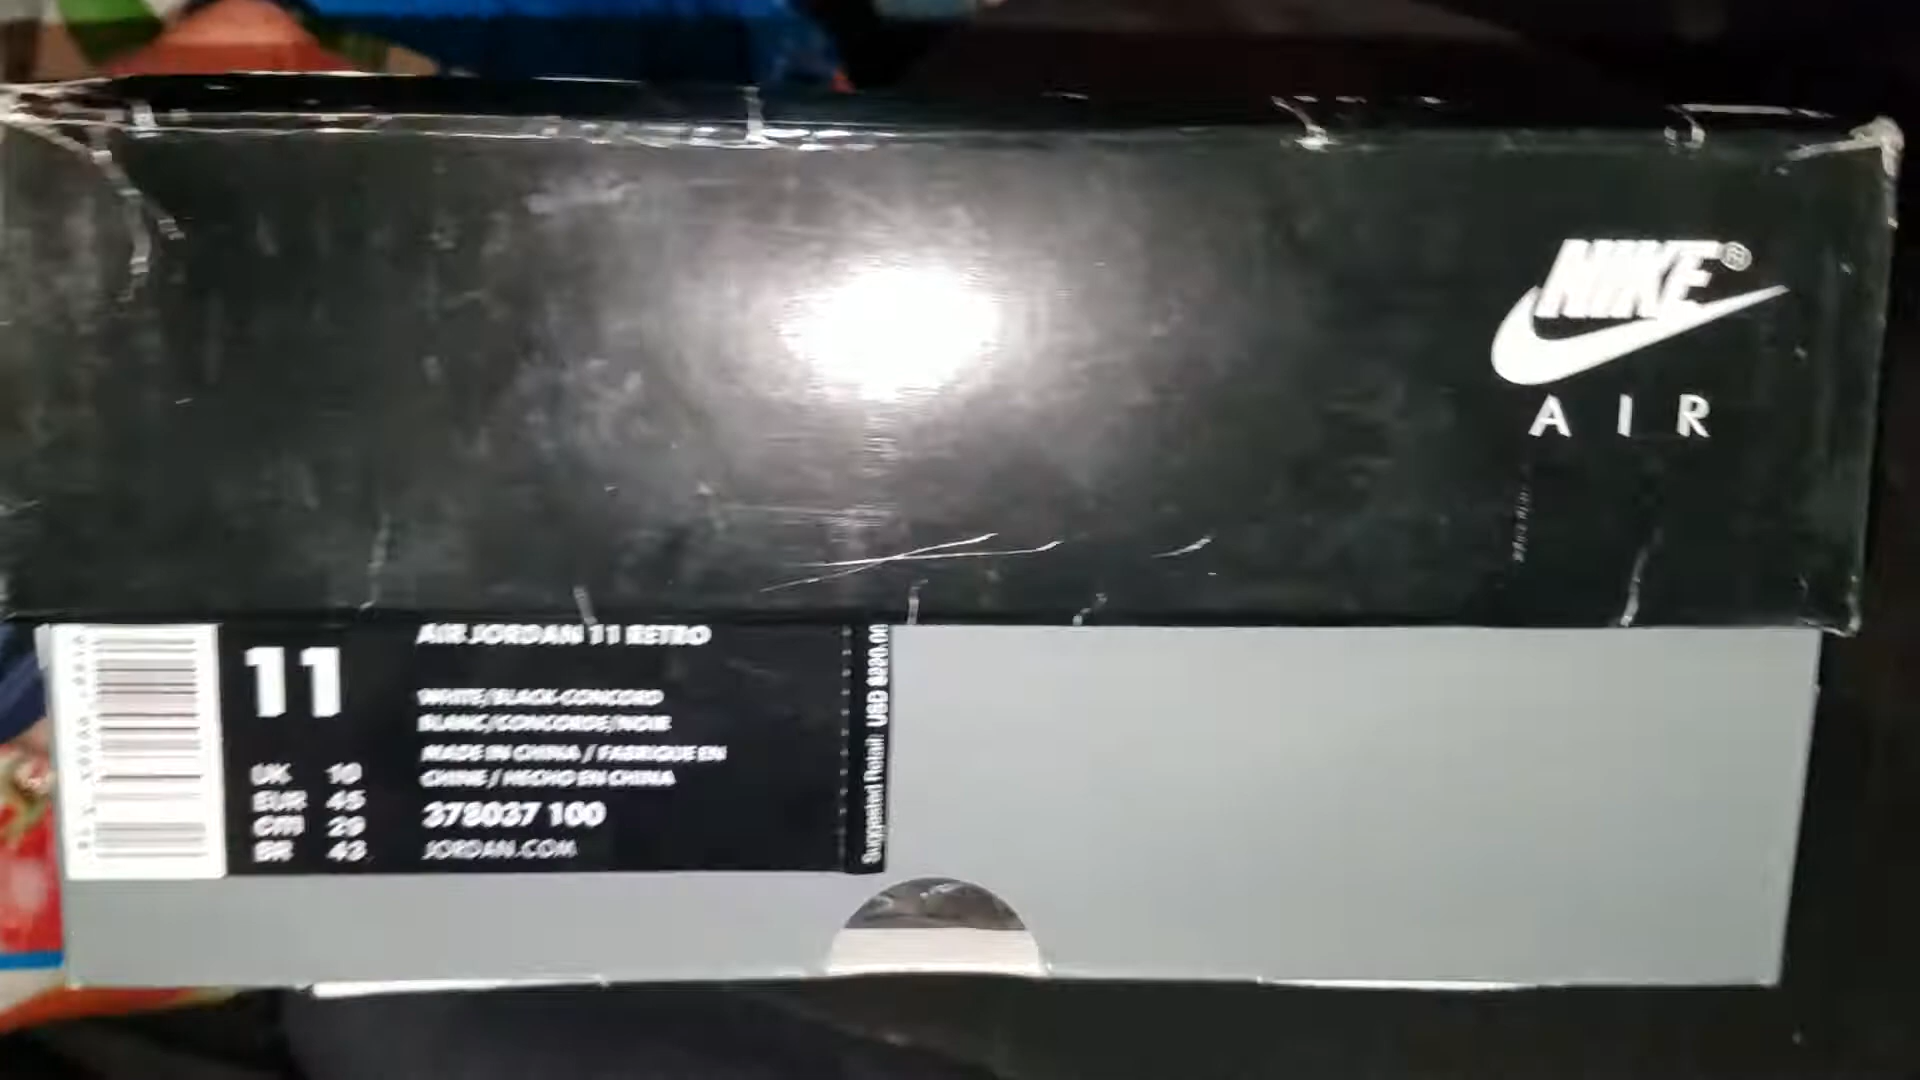 NIKE®
AIR
11
AIR JORDAN 11 RETRO
WHITE/BLACK-CONCORD
BLANC/CONCORDE/NOIR
MADE IN CHINA / FABRIQUE EN
CHINE / HECHO EN CHINA
378037 100
JORDAN.COM
UK 10
EUR 45
cm 29
BR 43
Suggested Retail: USD